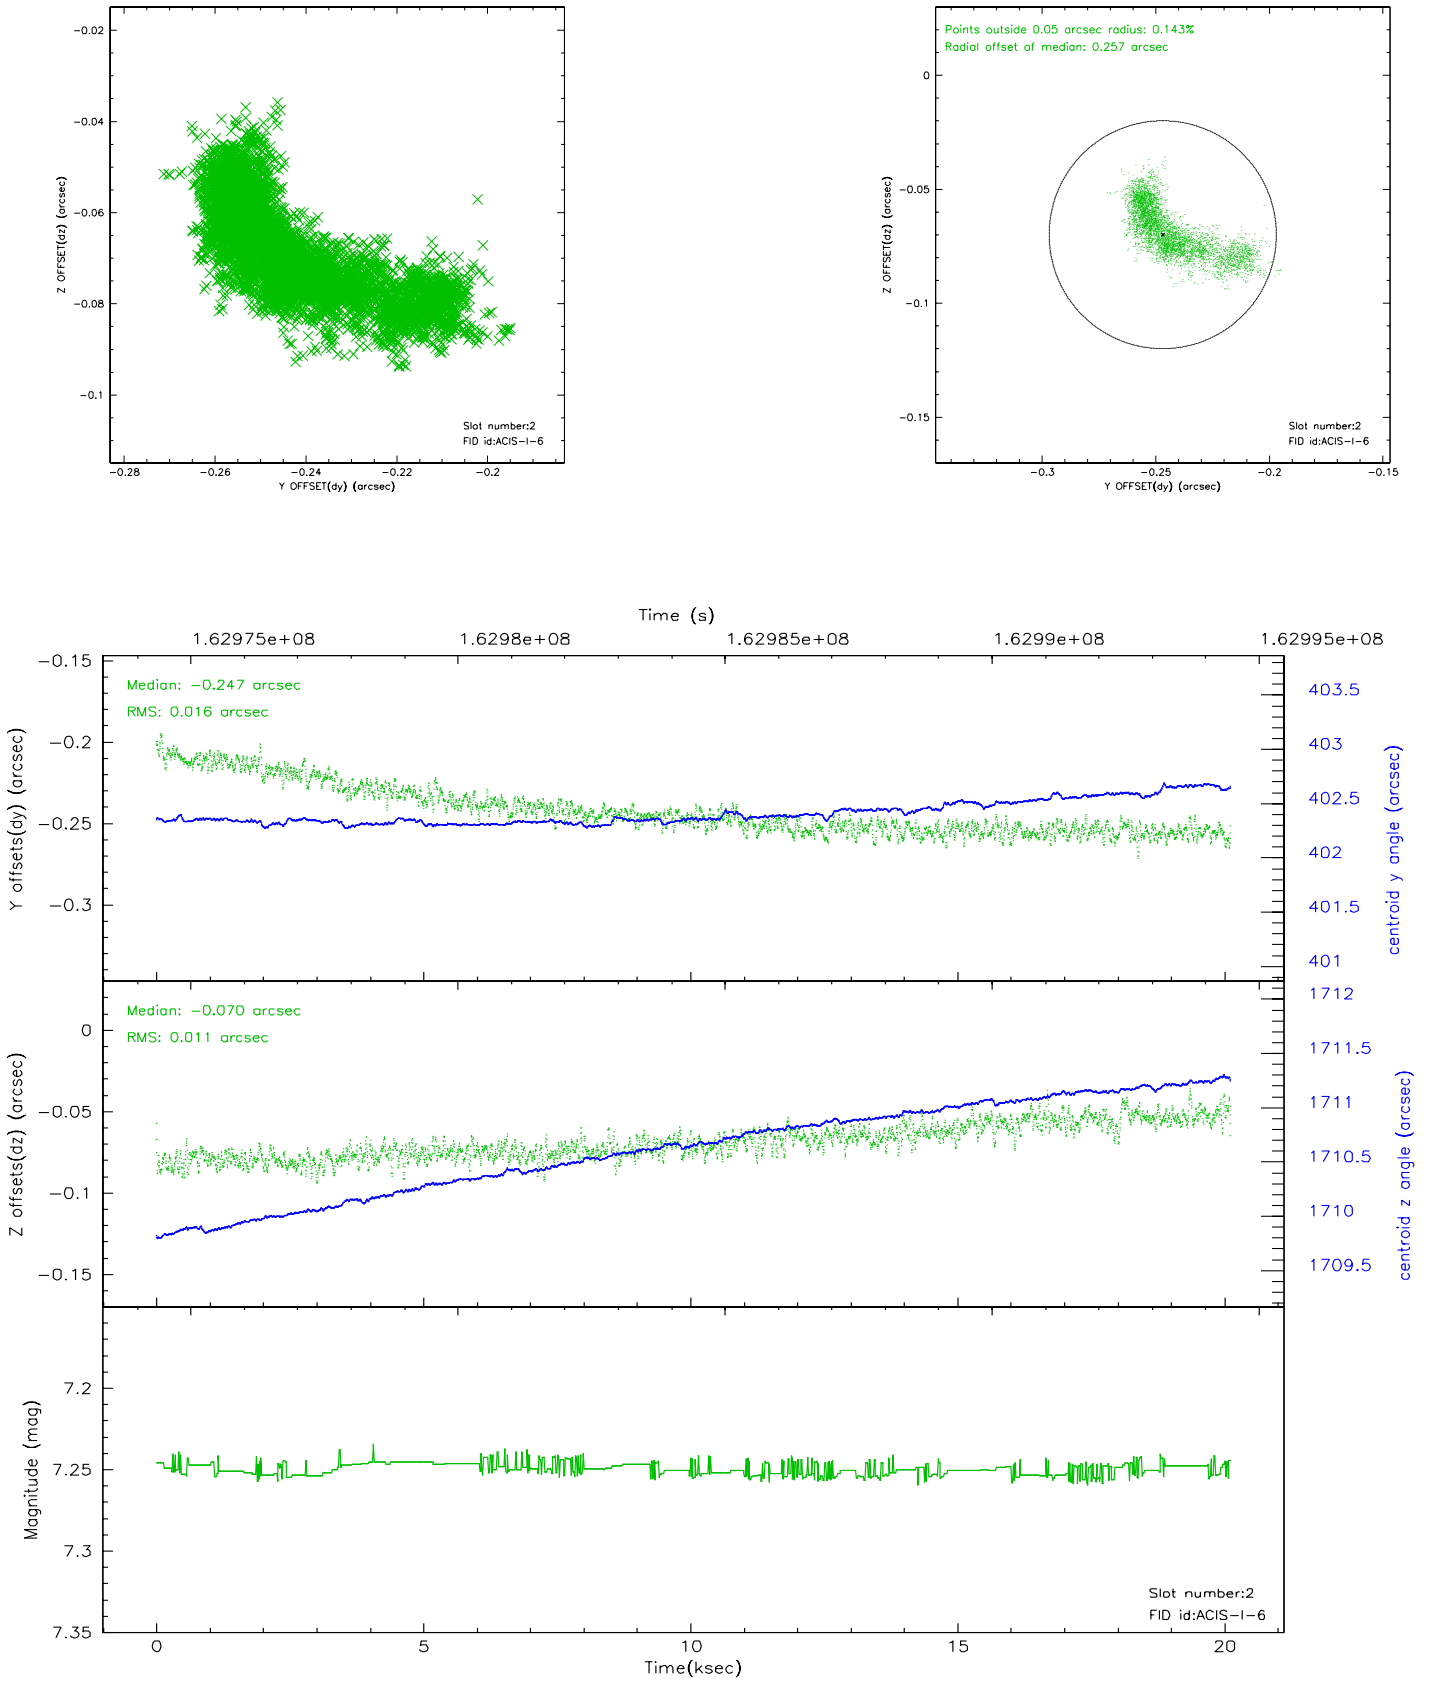 −0.02
−0.04
−0.06
−0.08
−0.1
Z OFFSET(dz) (arcsec)
Slot number:2
FID id:ACIS−I−6
−0.28 −0.26 −0.24 −0.22 −0.2
Y OFFSET(dy) (arcsec)
Points outside 0.05 arcsec radius: 0.143%
Radial offset of median: 0.257 arcsec
0
−0.05
−0.1
−0.15
Z OFFSET(dz) (arcsec)
Slot number:2
FID id:ACIS−I−6
−0.3 −0.25 −0.2 −0.15
Y OFFSET(dy) (arcsec)
Time (s)
1.62975e+08 1.6298e+08 1.62985e+08 1.6299e+08 1.62995e+08
Median: −0.247 arcsec
RMS: 0.016 arcsec
−0.15
−0.2
−0.25
−0.3
Y offsets(dy) (arcsec)
403.5
403
402.5
402
401.5
401
centroid y angle (arcsec)
Median: −0.070 arcsec
RMS: 0.011 arcsec
0
−0.05
−0.1
−0.15
Z offsets(dz) (arcsec)
1712
1711.5
1711
1710.5
1710
1709.5
centroid z angle (arcsec)
7.2
7.25
7.3
7.35
Magnitude (mag)
Slot number:2
FID id:ACIS−I−6
0 5 10 15 20
Time(ksec)